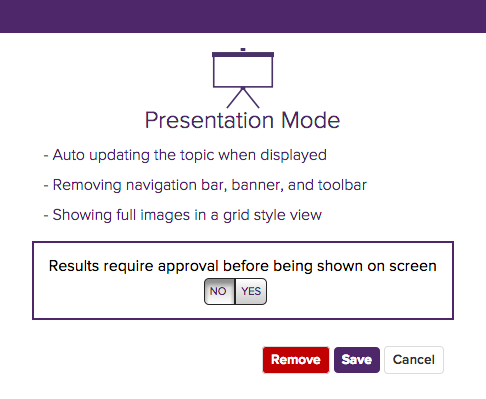 Presentation Mode
- Auto updating the topic when displayed
- Removing navigation bar, banner, and toolbar
- Showing full images in a grid style view
Results require approval before being shown on screen
NO YES
Remove Save Cancel